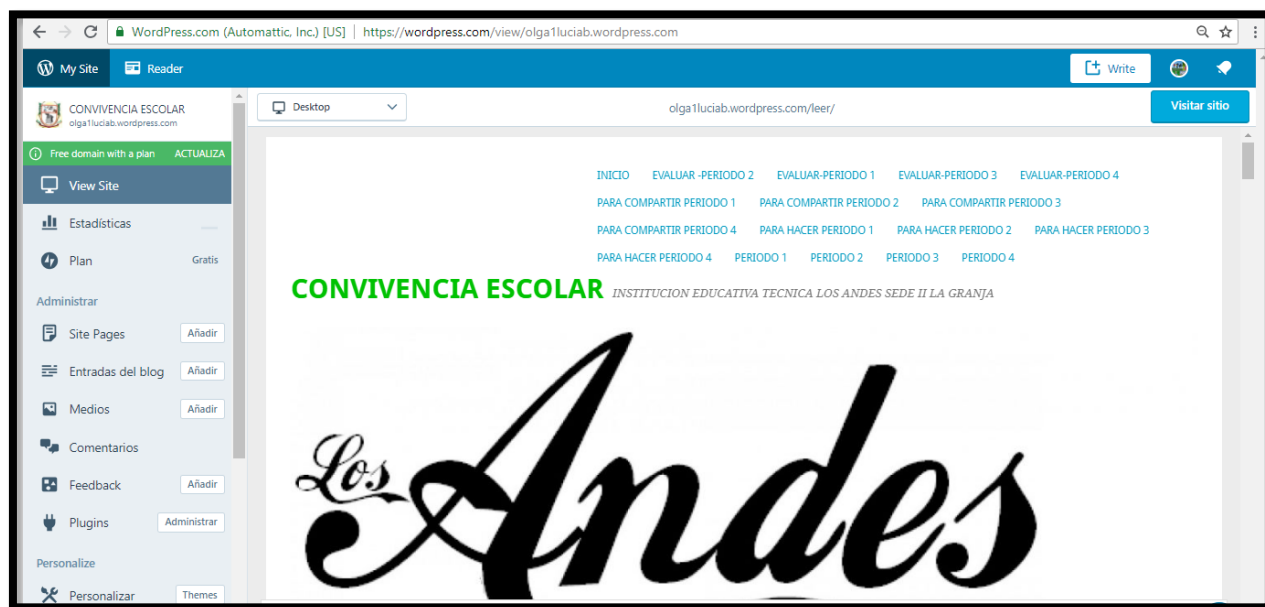 WordPress.com (Automattic, Inc.) [US] | https://wordpress.com/view/olga1luciab.wordpress.com
My Site Reader Write
CONVIVENCIA ESCOLAR
olga1luciab.wordpress.com
Desktop olga1luciab.wordpress.com/leer/ Visitar sitio
Free domain with a plan ACTUALIZA
View Site
Estadísticas
Plan Gratis
Administrar
Site Pages Añadir
Entradas del blog Añadir
Medios Añadir
Comentarios
Feedback Añadir
Plugins Administrar
Personalize
Personalizar Themes
INICIO EVALUAR -PERIODO 2 EVALUAR-PERIODO 1 EVALUAR-PERIODO 3 EVALUAR-PERIODO 4
PARA COMPARTIR PERIODO 1 PARA COMPARTIR PERIODO 2 PARA COMPARTIR PERIODO 3
PARA COMPARTIR PERIODO 4 PARA HACER PERIODO 1 PARA HACER PERIODO 2 PARA HACER PERIODO 3
PARA HACER PERIODO 4 PERIODO 1 PERIODO 2 PERIODO 3 PERIODO 4
CONVIVENCIA ESCOLAR INSTITUCION EDUCATIVA TECNICA LOS ANDES SEDE II LA GRANJA
Los Andes